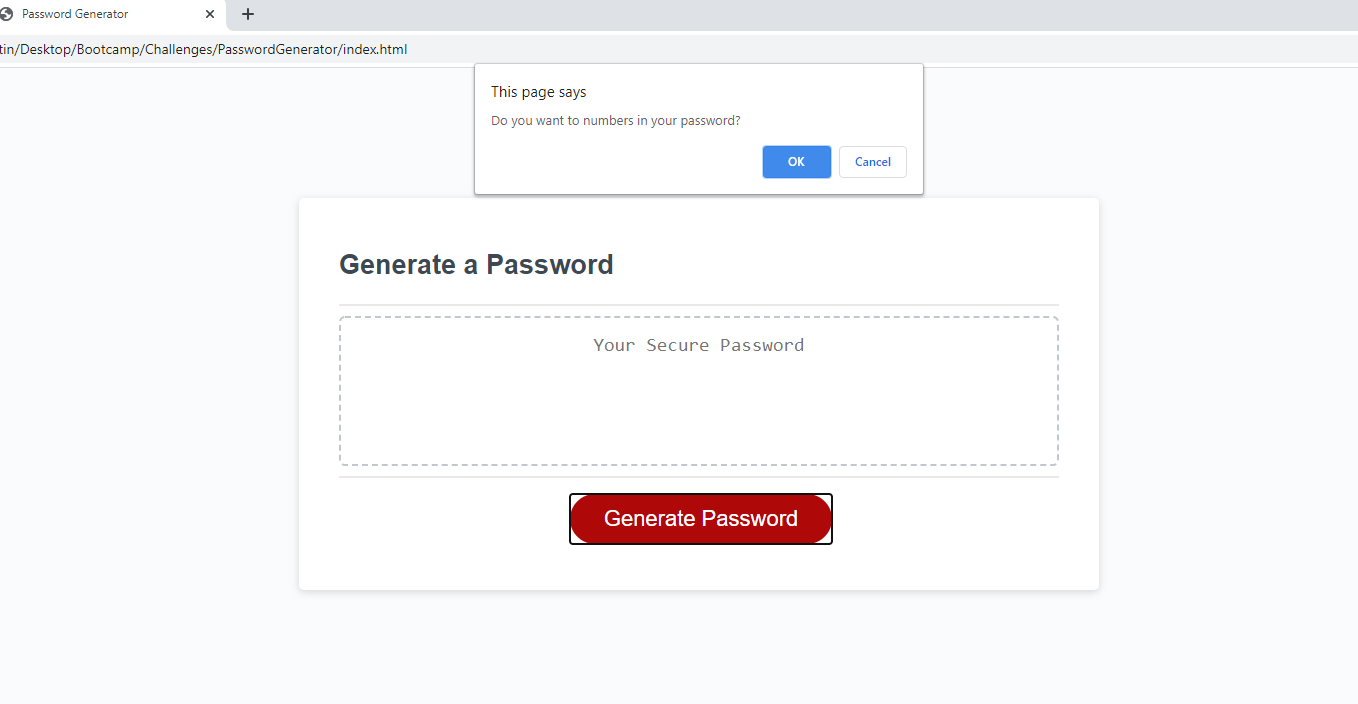 Password Generator
tin/Desktop/Bootcamp/Challenges/PasswordGenerator/index.html
This page says
Do you want to numbers in your password?
OK Cancel
Generate a Password
Your Secure Password
Generate Password